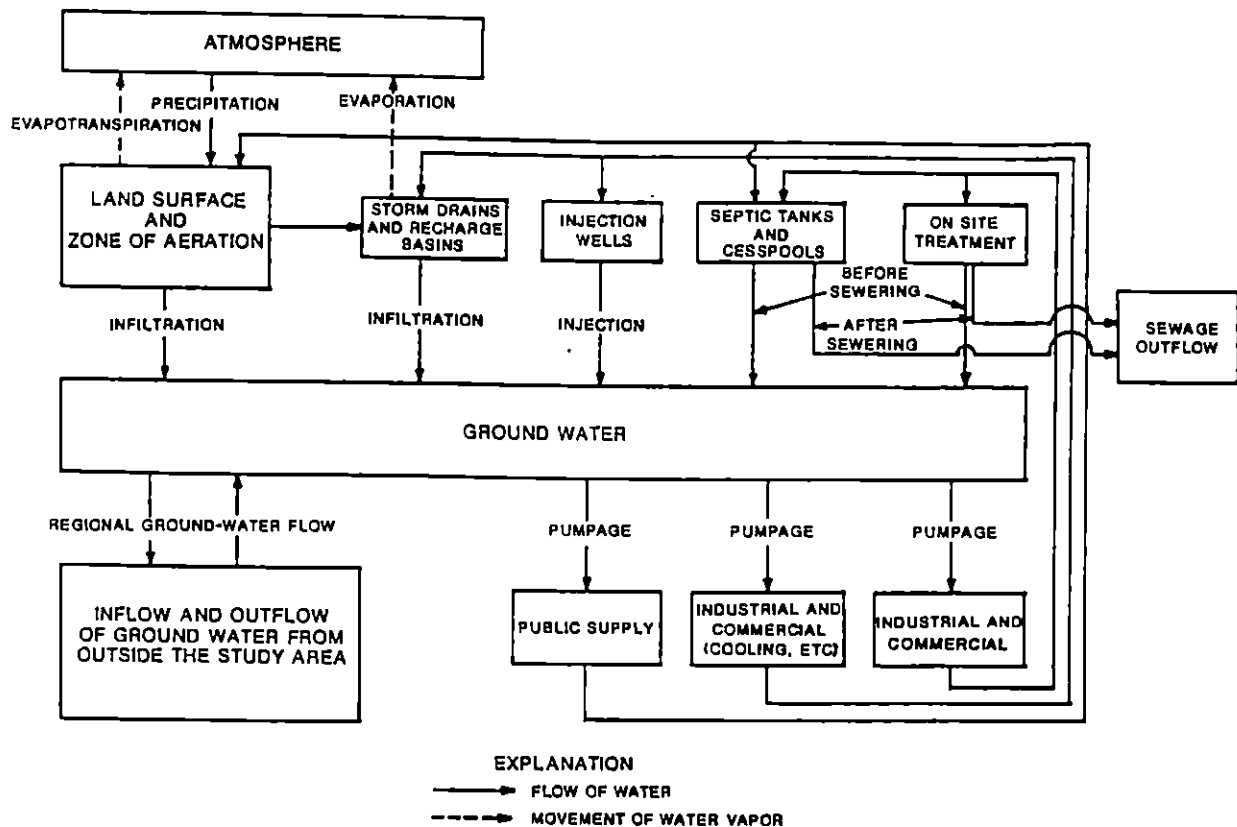 ATMOSPHERE
PRECIPITATION
EVAPORATION
EVAPOTRANSPIRATION
LAND SURFACE
AND
ZONE OF AERATION
STORM DRAINS
AND RECHARGE
BASINS
INJECTION
WELLS
SEPTIC TANKS
AND
CESSPOOLS
ON SITE
TREATMENT
BEFORE
SEWERING
AFTER
SEWERING
SEWAGE
OUTFLOW
INFILTRATION
INFILTRATION
INJECTION
GROUND WATER
REGIONAL GROUND-WATER FLOW
PUMPAGE
PUMPAGE
PUMPAGE
INFLOW AND OUTFLOW
OF GROUND WATER FROM
OUTSIDE THE STUDY AREA
PUBLIC SUPPLY
INDUSTRIAL AND
COMMERCIAL
(COOLING, ETC)
INDUSTRIAL AND
COMMERCIAL
EXPLANATION
FLOW OF WATER
MOVEMENT OF WATER VAPOR